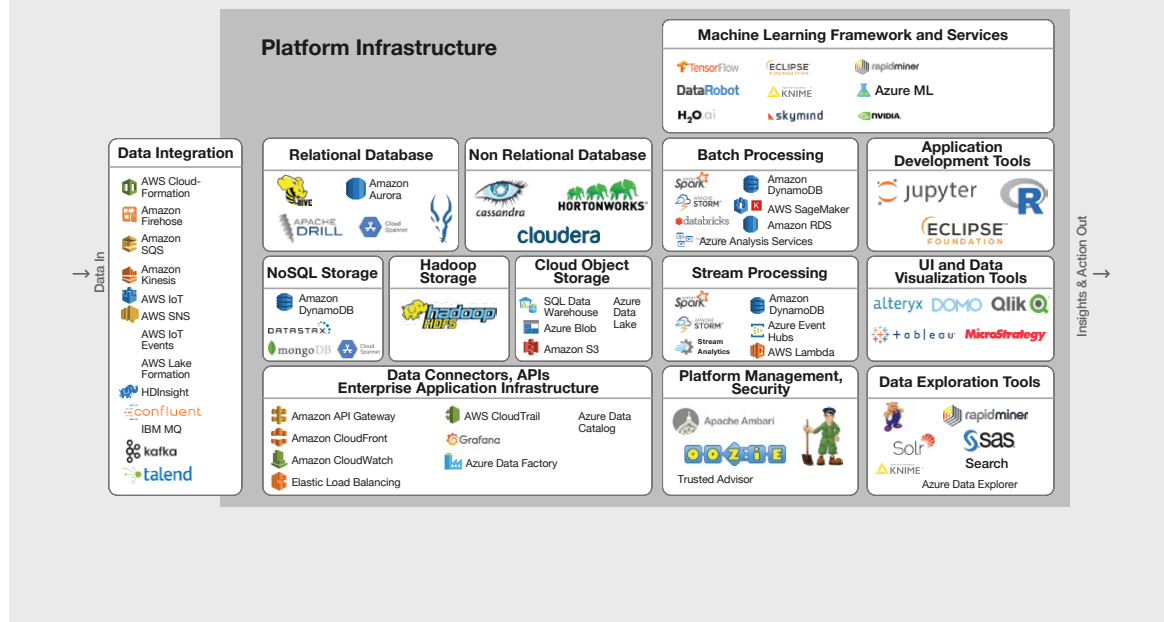 Platform Infrastructure
Machine Learning Framework and Services
TensorFlow
ECLIPSE
FOUNDATION
rapidminer
DataRobot
KNIME
Azure ML
H2O.ai
skymind
NVIDIA
Data In
Data Integration
AWS Cloud-
Formation
Amazon
Firehose
Amazon
SQS
Amazon
Kinesis
AWS IoT
AWS SNS
AWS IoT
Events
AWS Lake
Formation
HDInsight
confluent
IBM MQ
kafka
talend
Relational Database
HIVE
Amazon
Aurora
APACHE
DRILL
Cloud
Spanner
Non Relational Database
cassandra
HORTONWORKS
cloudera
Batch Processing
Spark
Amazon
DynamoDB
APACHE
STORM
AWS SageMaker
databricks
Amazon RDS
Azure Analysis Services
Application
Development Tools
jupyter
R
ECLIPSE
FOUNDATION
NoSQL Storage
Amazon
DynamoDB
DATASTAX
mongoDB
Cloud
Spanner
Hadoop
Storage
hadoop
HDFS
Cloud Object
Storage
SQL Data
Warehouse
Azure
Data
Lake
Azure Blob
Amazon S3
Stream Processing
Spark
Amazon
DynamoDB
APACHE
STORM
Azure Event
Hubs
Stream
Analytics
AWS Lambda
UI and Data
Visualization Tools
alteryx
DOMO
Qlik
+ableau
MicroStrategy
Data Connectors, APIs
Enterprise Application Infrastructure
Amazon API Gateway
Amazon CloudFront
Amazon CloudWatch
Elastic Load Balancing
AWS CloudTrail
Grafana
Azure Data Factory
Azure Data
Catalog
Platform Management,
Security
Apache Ambari
OOZIE
Trusted Advisor
Data Exploration Tools
rapidminer
Solr
sas
KNIME
Search
Azure Data Explorer
Insights & Action Out